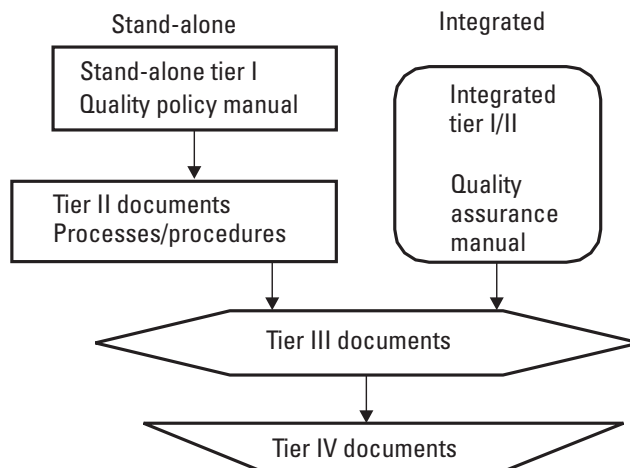 Stand-alone
Integrated
Stand-alone tier I
Quality policy manual
Integrated
tier I/II
Quality
assurance
manual
Tier II documents
Processes/procedures
Tier III documents
Tier IV documents